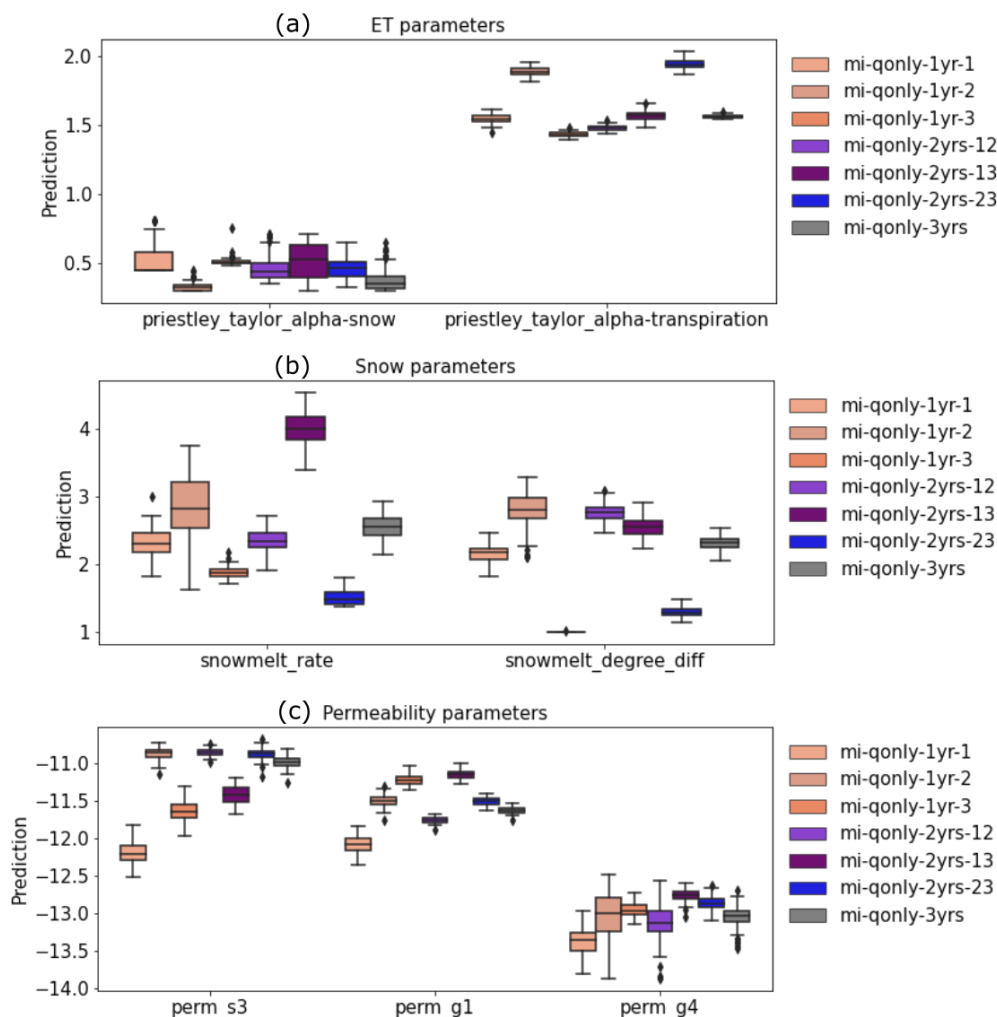 (a)
ET parameters
2.0
1.5
1.0
0.5
Prediction
priestley_taylor_alpha-snow
priestley_taylor_alpha-transpiration
mi-qonly-1yr-1
mi-qonly-1yr-2
mi-qonly-1yr-3
mi-qonly-2yrs-12
mi-qonly-2yrs-13
mi-qonly-2yrs-23
mi-qonly-3yrs
(b)
Snow parameters
4
3
2
1
Prediction
snowmelt_rate
snowmelt_degree_diff
mi-qonly-1yr-1
mi-qonly-1yr-2
mi-qonly-1yr-3
mi-qonly-2yrs-12
mi-qonly-2yrs-13
mi-qonly-2yrs-23
mi-qonly-3yrs
(c)
Permeability parameters
−11.0
−11.5
−12.0
−12.5
−13.0
−13.5
−14.0
Prediction
perm_s3
perm_g1
perm_g4
mi-qonly-1yr-1
mi-qonly-1yr-2
mi-qonly-1yr-3
mi-qonly-2yrs-12
mi-qonly-2yrs-13
mi-qonly-2yrs-23
mi-qonly-3yrs